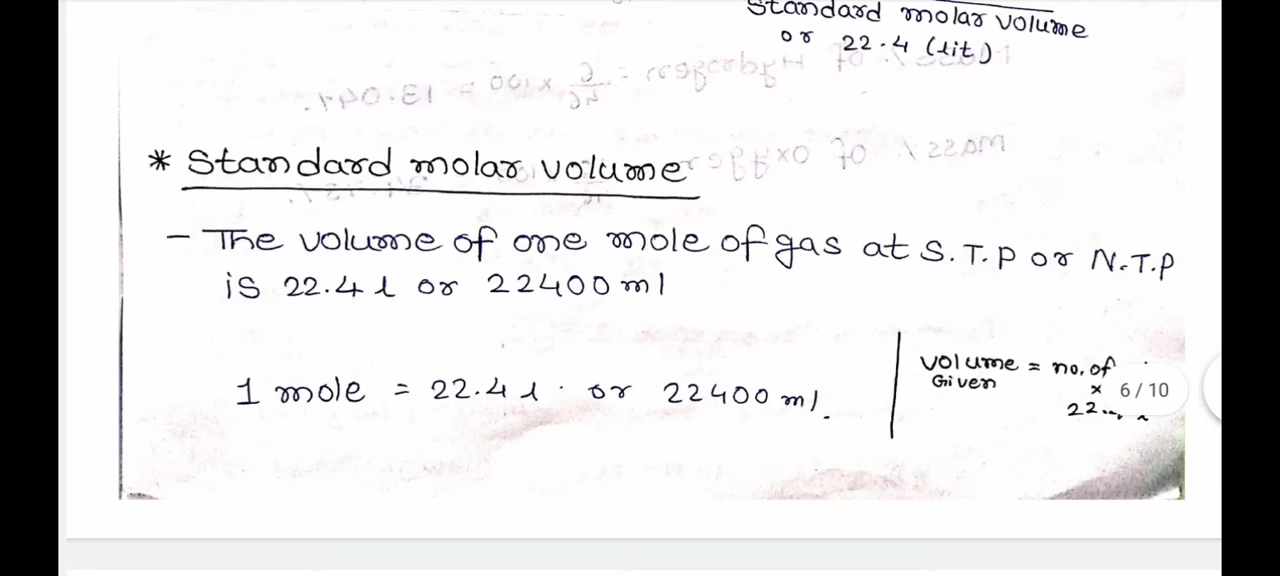 Standard molar volume
or 22.4 (lit)
* Standard molar volume
- The volume of one mole of gas at S.T.P or N.T.P
is 22.4 l or 22400 ml
1 mole = 22.4 l. or 22400 ml.
Volume = no. of
Given
×
6/10
22.